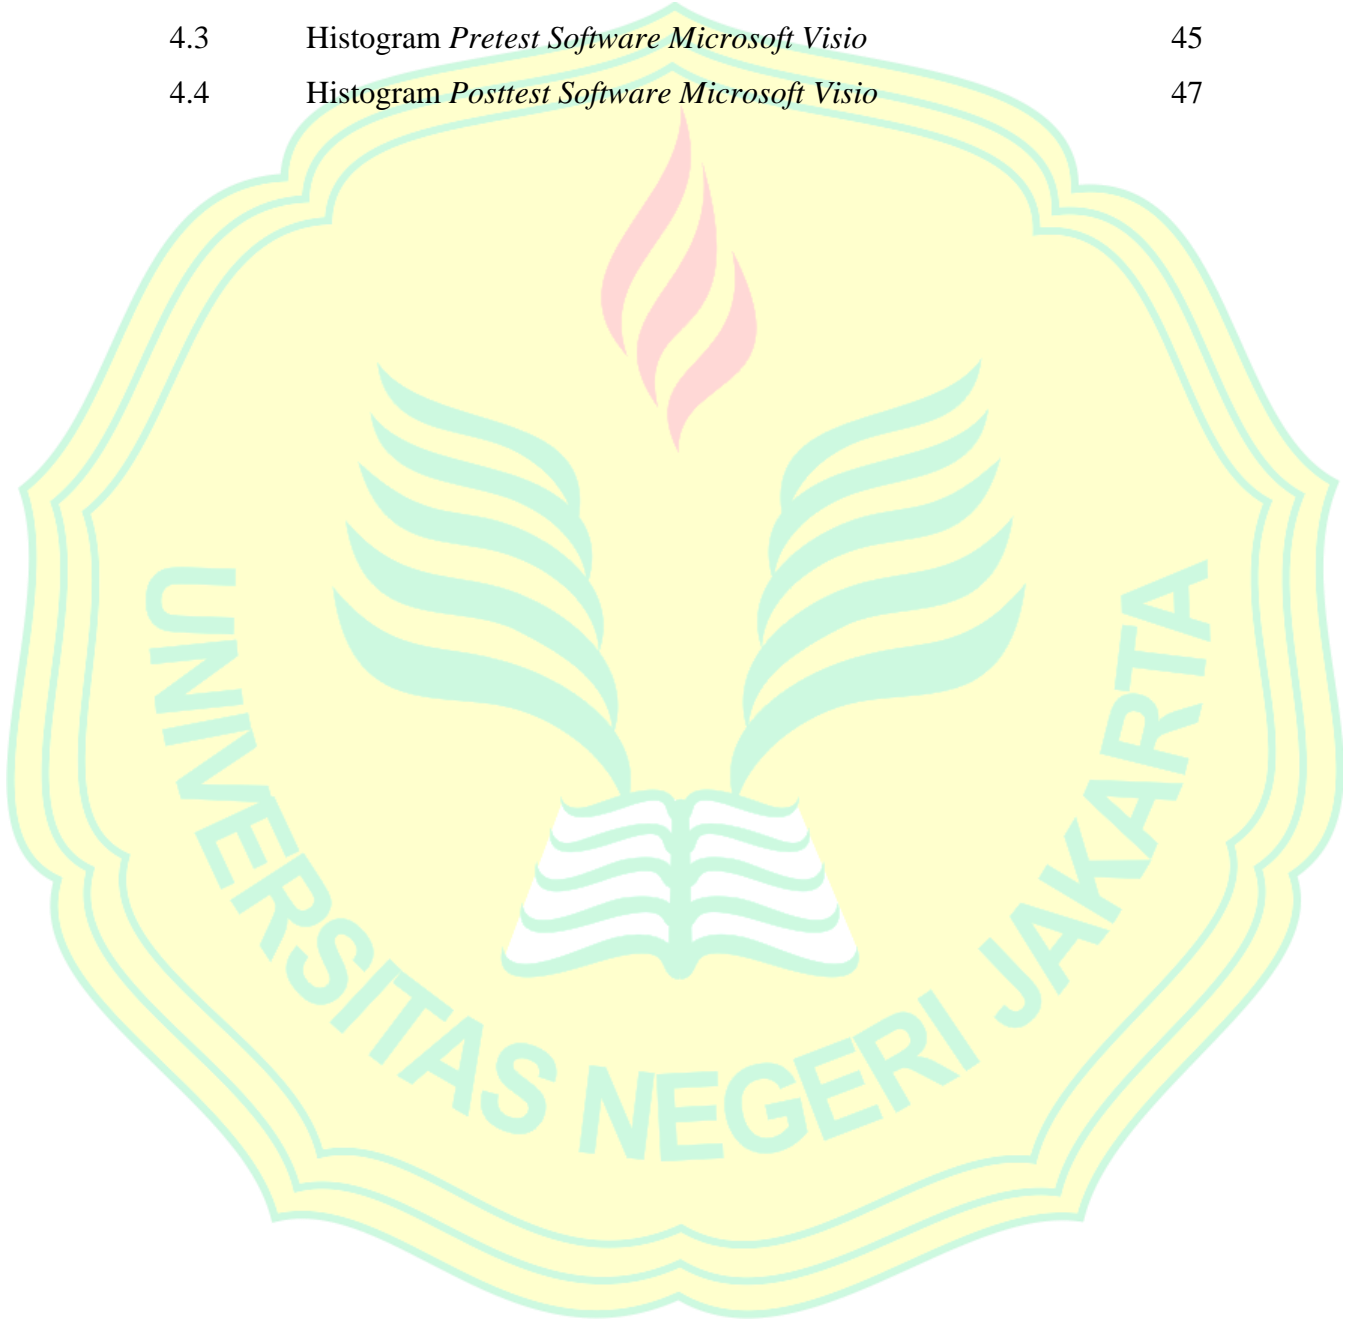 4.3 Histogram Pretest Software Microsoft Visio 45
4.4 Histogram Posttest Software Microsoft Visio 47
UNIVERSITAS NEGERI JAKARTA